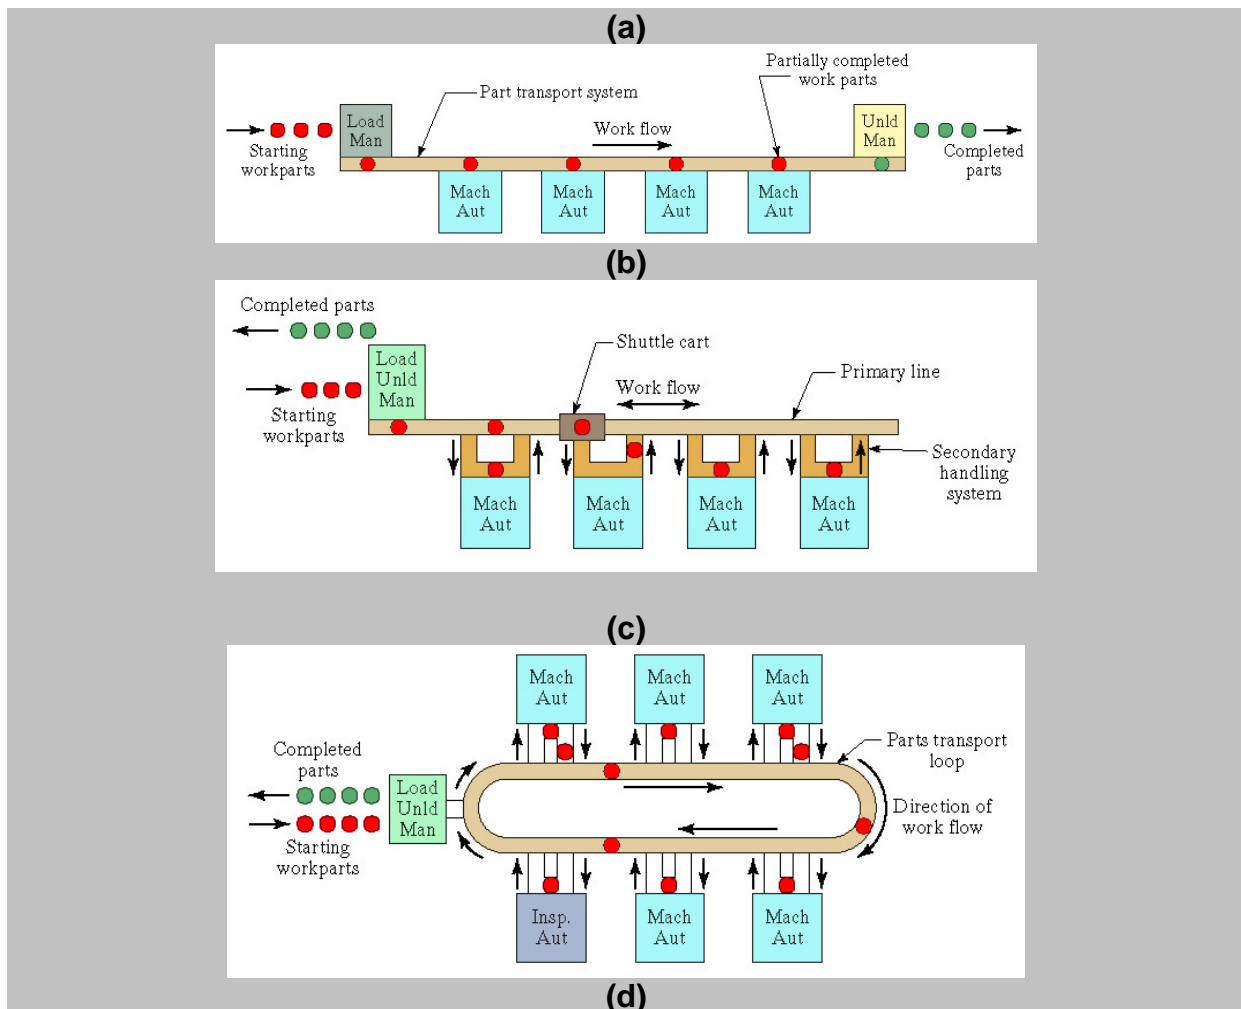 (a)
Partially completed
work parts
Part transport system
Load
Man
Work flow
Unld
Man
Starting
workparts
Completed
parts
Mach
Aut
Mach
Aut
Mach
Aut
Mach
Aut
(b)
Completed parts
Shuttle cart
Load
Unld
Man
Work flow
Primary line
Starting
workparts
Secondary
handling
system
Mach
Aut
Mach
Aut
Mach
Aut
Mach
Aut
(c)
Mach
Aut
Mach
Aut
Mach
Aut
Completed
parts
Parts transport
loop
Load
Unld
Man
Direction of
work flow
Starting
workparts
Insp.
Aut
Mach
Aut
Mach
Aut
(d)